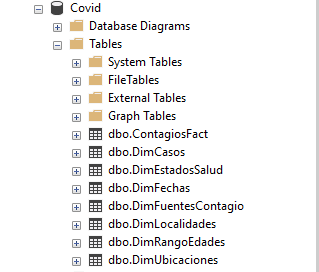 Covid
Database Diagrams
Tables
System Tables
FileTables
External Tables
Graph Tables
dbo.ContagiosFact
dbo.DimCasos
dbo.DimEstadosSalud
dbo.DimFechas
dbo.DimFuentesContagio
dbo.DimLocalidades
dbo.DimRangoEdades
dbo.DimUbicaciones